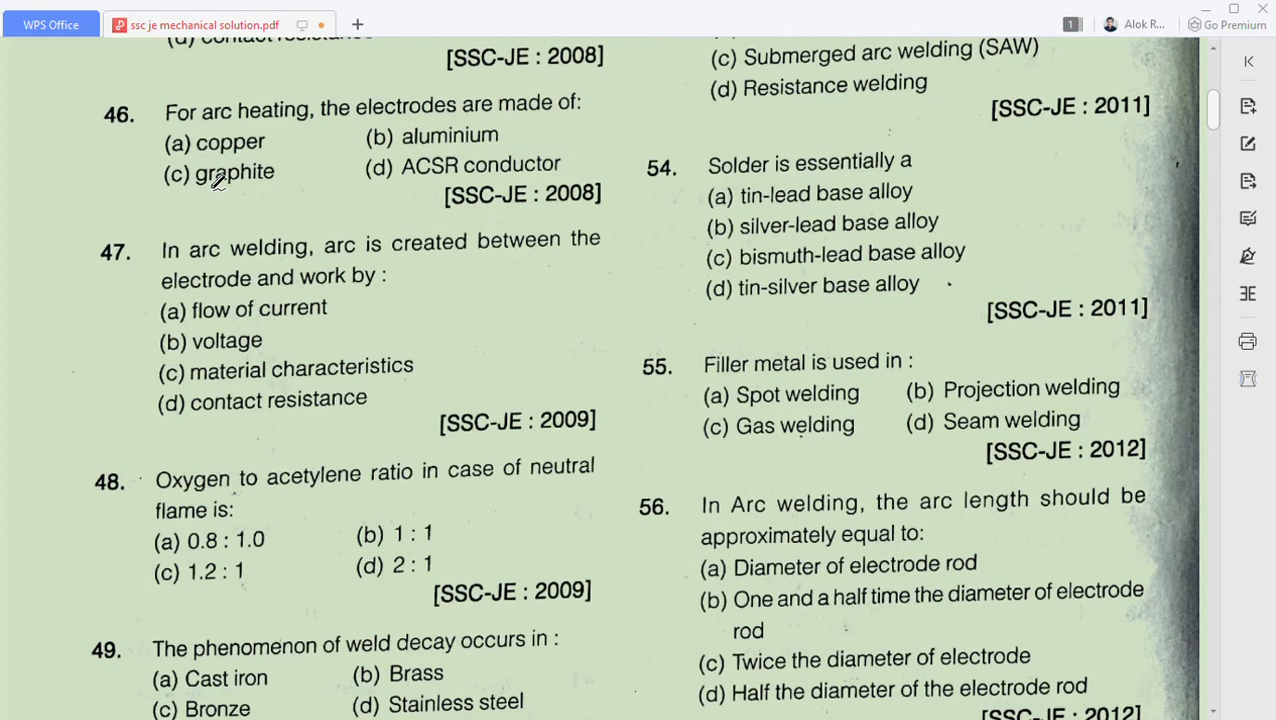 WPS Office
ssc je mechanical solution.pdf
1
Alok R...
Go Premium
(d) contact resistance
[SSC-JE : 2008]
46. For arc heating, the electrodes are made of:
(a) copper (b) aluminium
(c) graphite (d) ACSR conductor
[SSC-JE : 2008]
47. In arc welding, arc is created between the
electrode and work by :
(a) flow of current
(b) voltage
(c) material characteristics
(d) contact resistance
[SSC-JE : 2009]
48. Oxygen to acetylene ratio in case of neutral
flame is:
(a) 0.8 : 1.0 (b) 1 : 1
(c) 1.2 : 1 (d) 2 : 1
[SSC-JE : 2009]
49. The phenomenon of weld decay occurs in :
(a) Cast iron (b) Brass
(c) Bronze (d) Stainless steel
(c) Submerged arc welding (SAW)
(d) Resistance welding
[SSC-JE : 2011]
54. Solder is essentially a
(a) tin-lead base alloy
(b) silver-lead base alloy
(c) bismuth-lead base alloy
(d) tin-silver base alloy
[SSC-JE : 2011]
55. Filler metal is used in :
(a) Spot welding (b) Projection welding
(c) Gas welding (d) Seam welding
[SSC-JE : 2012]
56. In Arc welding, the arc length should be
approximately equal to:
(a) Diameter of electrode rod
(b) One and a half time the diameter of electrode
rod
(c) Twice the diameter of electrode
(d) Half the diameter of the electrode rod
[SSC-JE : 2012]